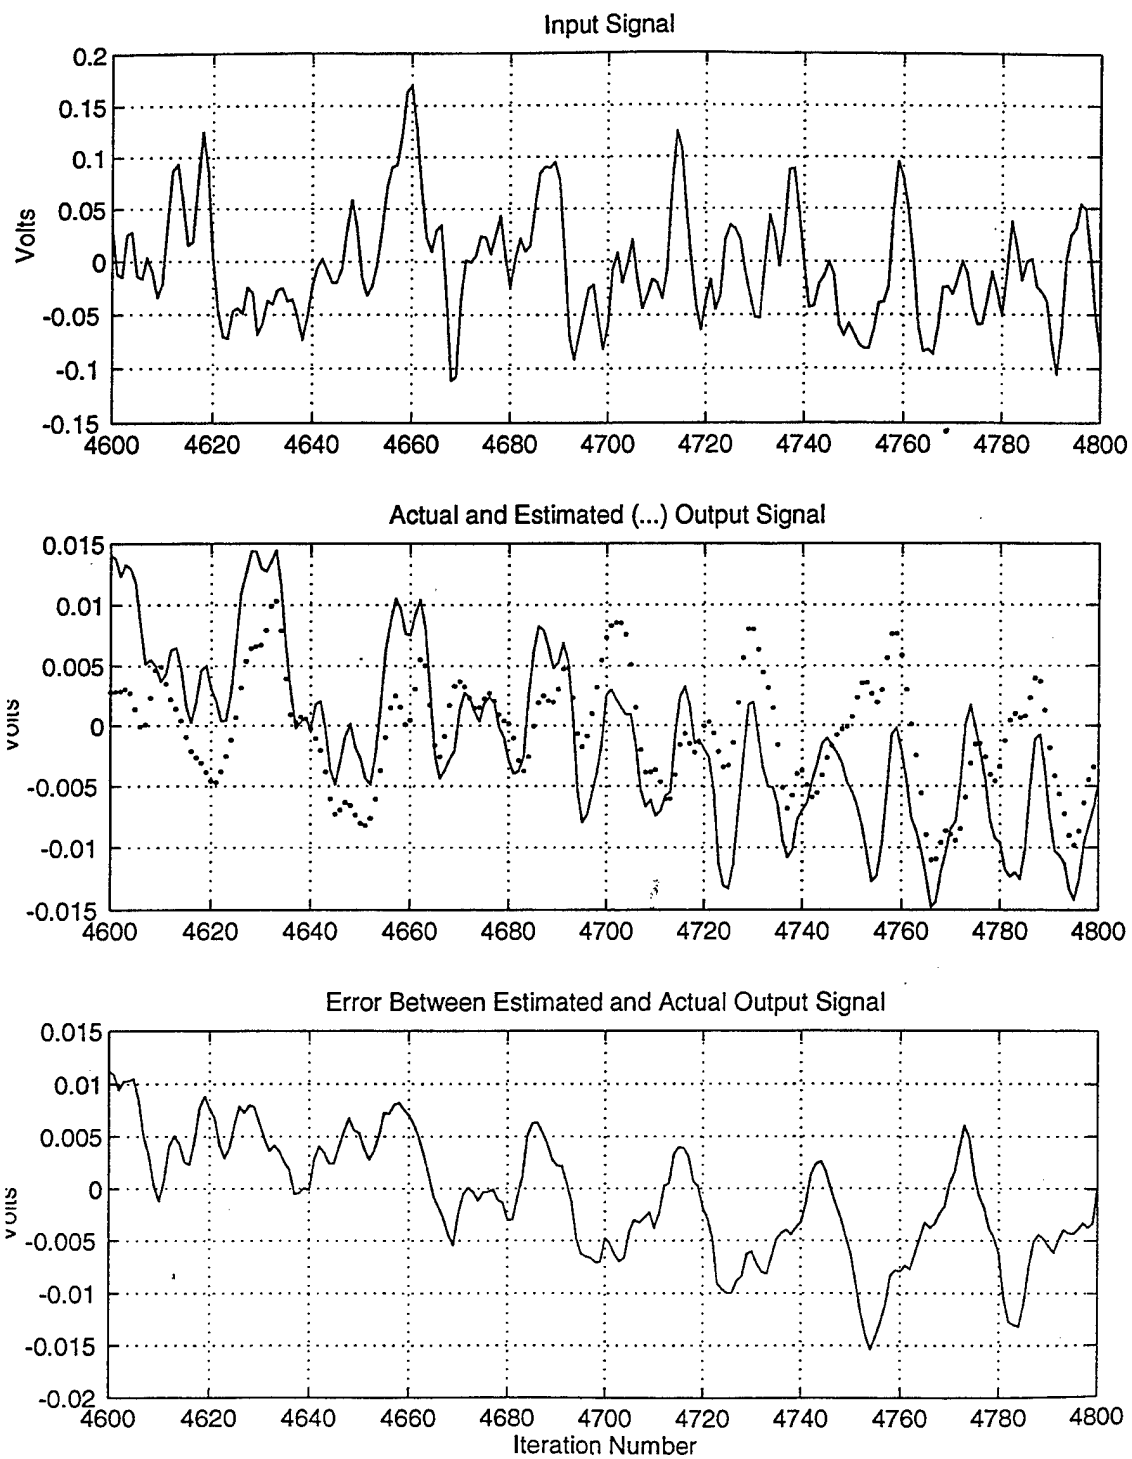 Input Signal
0.2
0.15
0.1
0.05
0
-0.05
-0.1
-0.15
Volts
4600 4620 4640 4660 4680 4700 4720 4740 4760 4780 4800
Actual and Estimated (...) Output Signal
0.015
0.01
0.005
0
-0.005
-0.01
-0.015
Volts
4600 4620 4640 4660 4680 4700 4720 4740 4760 4780 4800
Error Between Estimated and Actual Output Signal
0.015
0.01
0.005
0
-0.005
-0.01
-0.015
-0.02
Volts
4600 4620 4640 4660 4680 4700 4720 4740 4760 4780 4800
Iteration Number